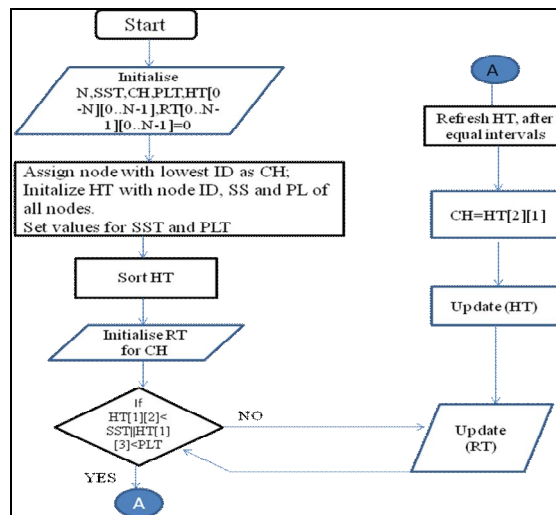 Start
Initialise
N,SST,CH,PLT,HT[0
-N][0..N-1],RT[0..N-
1][0..N-1]=0
Assign node with lowest ID as CH;
Initalize HT with node ID, SS and PL of
all nodes.
Set values for SST and PLT
Sort HT
Initialise RT
for CH
If
HT[1][2]<
SST||HT[1]
[3]<PLT
NO
YES
A
A
Refresh HT, after
equal intervals
CH=HT[2][1]
Update (HT)
Update
(RT)